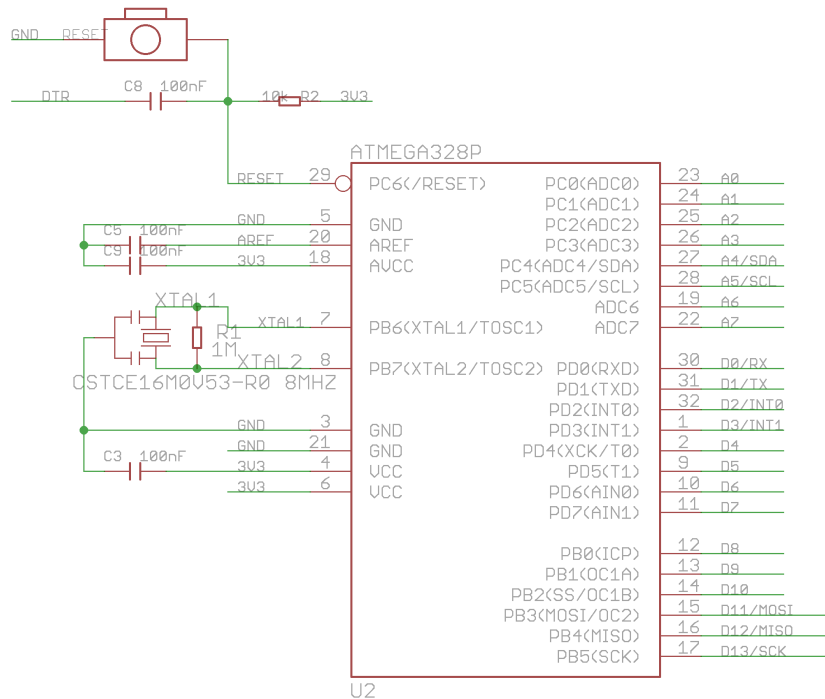 GND RESET
C8 100nF
DTR 10k R2 3V3
ATMEGA328P
RESET 29 PC6(/RESET) PC0(ADC0) 23 A0
PC1(ADC1) 24 A1
GND 5 GND PC2(ADC2) 25 A2
C5 100nF AREF 20 AREF PC3(ADC3) 26 A3
C9 100nF 3V3 18 AVCC PC4(ADC4/SDA) 27 A4/SDA
PC5(ADC5/SCL) 28 A5/SCL
XTAL1 ADC6 19 A6
XTAL1 7 PB6(XTAL1/TOSC1) ADC7 22 A7
R1
1M
XTAL2 8 PB7(XTAL2/TOSC2) PD0(RXD) 30 D0/RX
CSTCE16M0V53-R0 8MHZ PD1(TXD) 31 D1/TX
PD2(INT0) 32 D2/INT0
GND 3 GND PD3(INT1) 1 D3/INT1
GND 21 GND PD4(XCK/T0) 2 D4
C3 100nF 3V3 4 VCC PD5(T1) 9 D5
3V3 6 VCC PD6(AIN0) 10 D6
PD7(AIN1) 11 D7
PB0(ICP) 12 D8
PB1(OC1A) 13 D9
PB2(SS/OC1B) 14 D10
PB3(MOSI/OC2) 15 D11/MOSI
PB4(MISO) 16 D12/MISO
PB5(SCK) 17 D13/SCK
U2